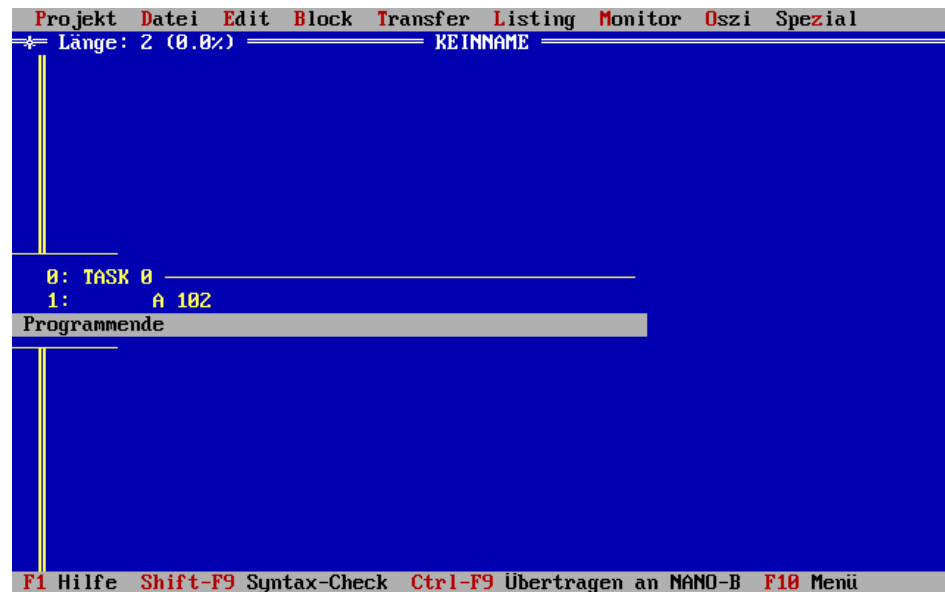 Projekt Datei Edit Block Transfer Listing Monitor Oszi Spezial
Länge: 2 (0.0%) KEINNAME
0: TASK 0
1: A 102
Programmende
F1 Hilfe Shift-F9 Syntax-Check Ctrl-F9 Übertragen an NANO-B F10 Menü